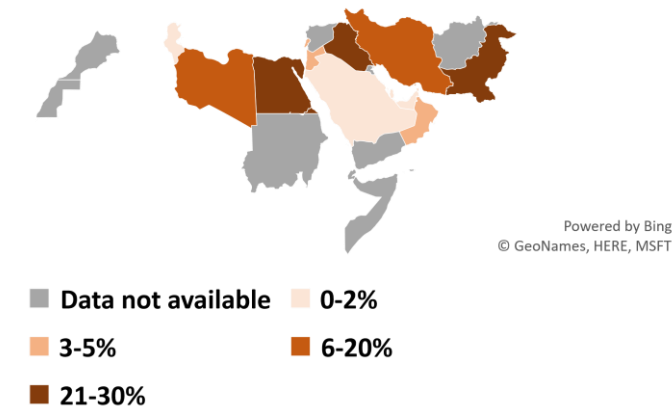 Powered by Bing
© GeoNames, HERE, MSFT
Data not available
0-2%
3-5%
6-20%
21-30%